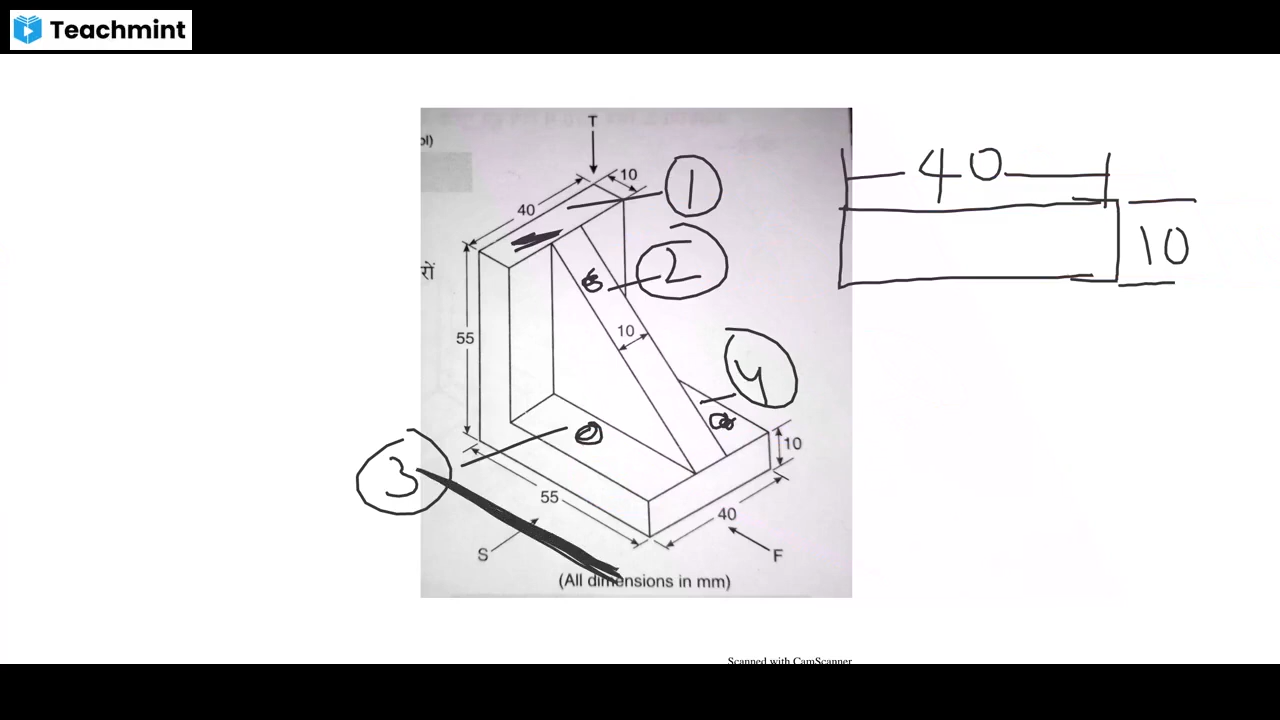 Teachmint
ol)
T
10
1
40
40
2
10
रों
55
10
4
10
3
55
40
S
F
(All dimensions in mm)
Scanned with CamScanner